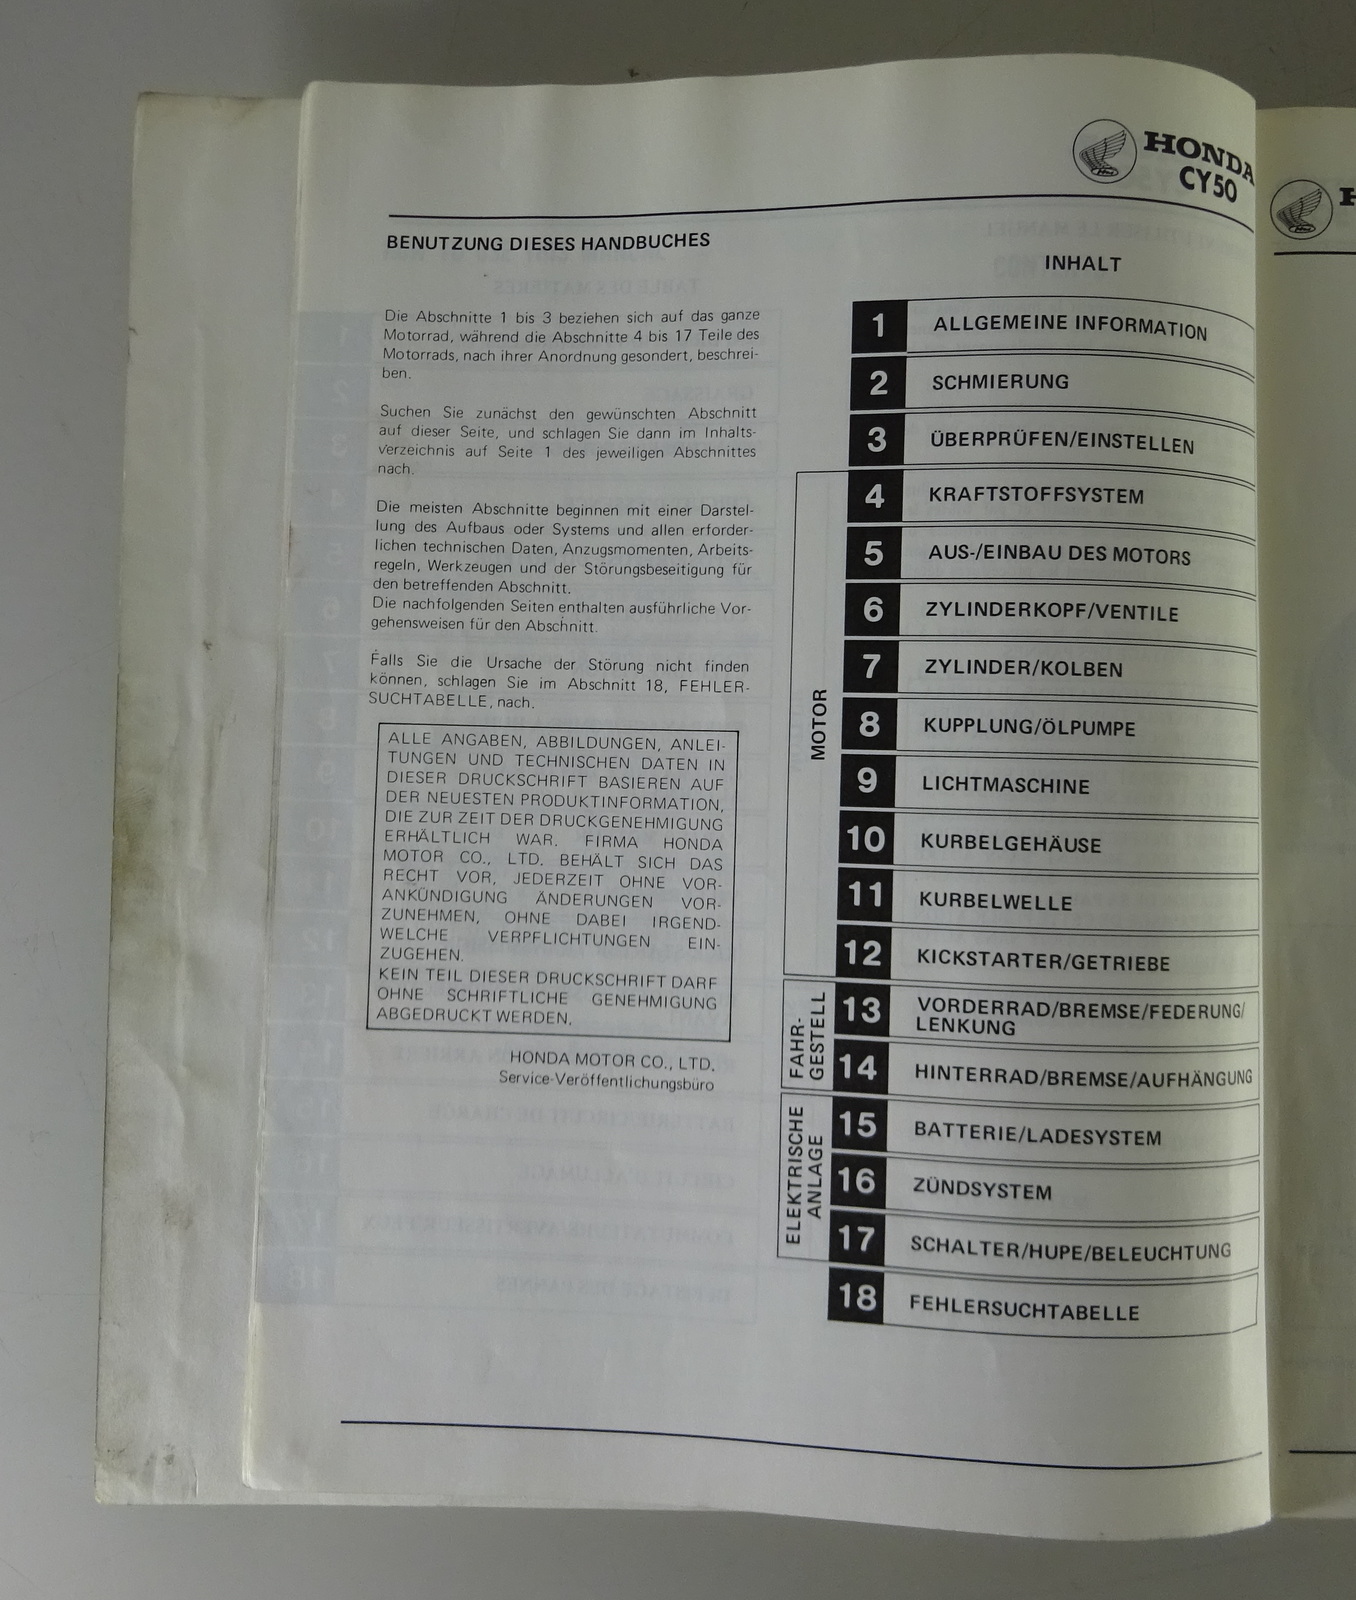 HONDA
CY50
BENUTZUNG DIESES HANDBUCHES
Die Abschnitte 1 bis 3 beziehen sich auf das ganze
Motorrad, während die Abschnitte 4 bis 17 Teile des
Motorrads, nach ihrer Anordnung gesondert, beschrei-
ben.
Suchen Sie zunächst den gewünschten Abschnitt
auf dieser Seite, und schlagen Sie dann im Inhalts-
verzeichnis auf Seite 1 des jeweiligen Abschnittes
nach.
Die meisten Abschnitte beginnen mit einer Darstel-
lung des Aufbaus oder Systems und allen erforder-
lichen technischen Daten, Anzugsmomenten, Arbeits-
regeln, Werkzeugen und der Störungsbeseitigung für
den betreffenden Abschnitt.
Die nachfolgenden Seiten enthalten ausführliche Vor-
gehensweisen für den Abschnitt.
Falls Sie die Ursache der Störung nicht finden
können, schlagen Sie im Abschnitt 18, FEHLER-
SUCHTABELLE, nach.
ALLE ANGABEN, ABBILDUNGEN, ANLEI-
TUNGEN UND TECHNISCHEN DATEN IN
DIESER DRUCKSCHRIFT BASIEREN AUF
DER NEUESTEN PRODUKTINFORMATION,
DIE ZUR ZEIT DER DRUCKGENEHMIGUNG
ERHÄLTLICH WAR. FIRMA HONDA
MOTOR CO., LTD. BEHÄLT SICH DAS
RECHT VOR, JEDERZEIT OHNE VOR-
ANKÜNDIGUNG ÄNDERUNGEN VOR-
ZUNEHMEN, OHNE DABEI IRGEND-
WELCHE VERPFLICHTUNGEN EIN-
ZUGEHEN.
KEIN TEIL DIESER DRUCKSCHRIFT DARF
OHNE SCHRIFTLICHE GENEHMIGUNG
ABGEDRUCKT WERDEN.
HONDA MOTOR CO., LTD.
Service-Veröffentlichungsbüro
INHALT
1 ALLGEMEINE INFORMATION
2 SCHMIERUNG
3 ÜBERPRÜFEN/EINSTELLEN
MOTOR
4 KRAFTSTOFFSYSTEM
5 AUS-/EINBAU DES MOTORS
6 ZYLINDERKOPF/VENTILE
7 ZYLINDER/KOLBEN
8 KUPPLUNG/ÖLPUMPE
9 LICHTMASCHINE
10 KURBELGEHÄUSE
11 KURBELWELLE
12 KICKSTARTER/GETRIEBE
FAHR-
GESTELL
13 VORDERRAD/BREMSE/FEDERUNG/
LENKUNG
14 HINTERRAD/BREMSE/AUFHÄNGUNG
ELEKTRISCHE
ANLAGE
15 BATTERIE/LADESYSTEM
16 ZÜNDSYSTEM
17 SCHALTER/HUPE/BELEUCHTUNG
18 FEHLERSUCHTABELLE